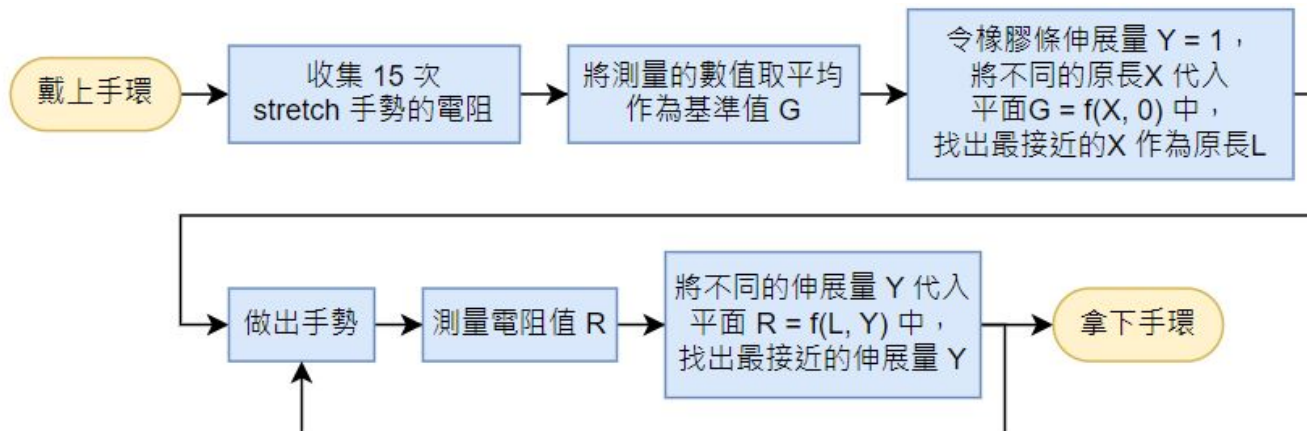 戴上手環
收集 15 次
stretch 手勢的電阻
將測量的數值取平均
作為基準值 G
令橡膠條伸展量 Y = 1，
將不同的原長X 代入
平面G = f(X, 0) 中，
找出最接近的X 作為原長L
做出手勢
測量電阻值 R
將不同的伸展量 Y 代入
平面 R = f(L, Y) 中，
找出最接近的伸展量 Y
拿下手環